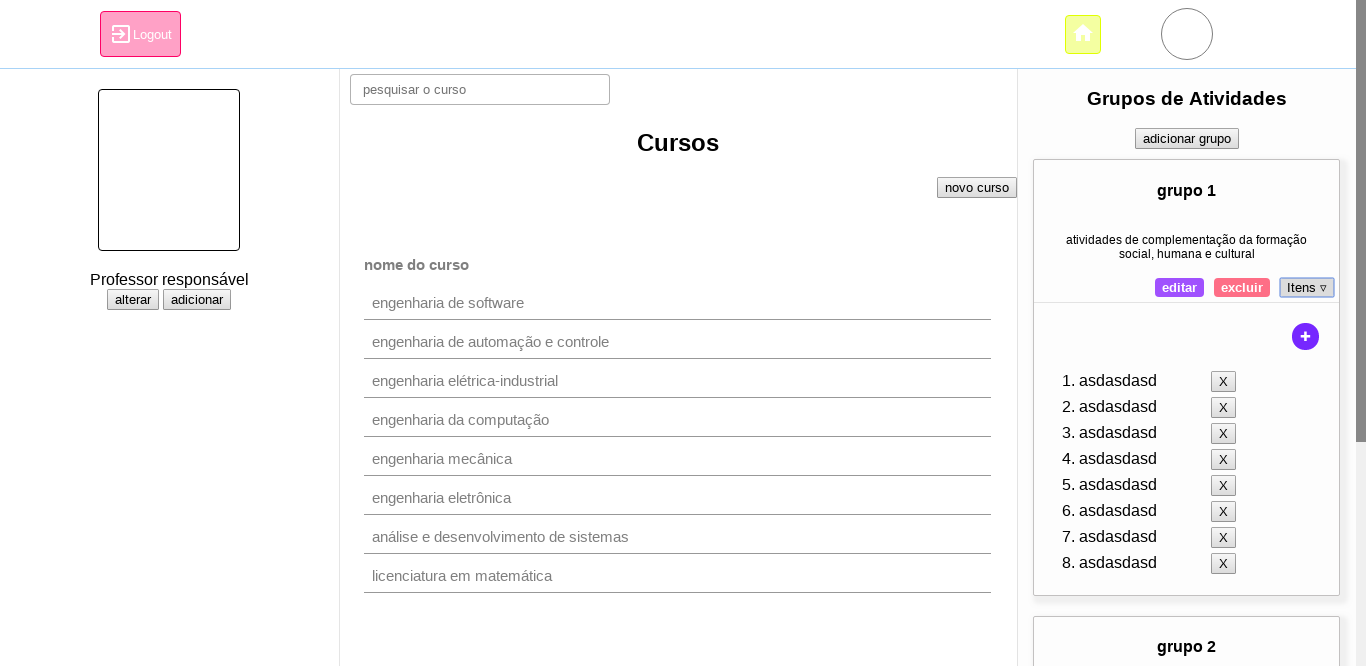 Logout
Professor responsável
alterar adicionar
pesquisar o curso
Cursos
novo curso
nome do curso
engenharia de software
engenharia de automação e controle
engenharia elétrica-industrial
engenharia da computação
engenharia mecânica
engenharia eletrônica
análise e desenvolvimento de sistemas
licenciatura em matemática
Grupos de Atividades
adicionar grupo
grupo 1
atividades de complementação da formação
social, humana e cultural
editar excluir Itens ▿
+
1. asdasdasd X
2. asdasdasd X
3. asdasdasd X
4. asdasdasd X
5. asdasdasd X
6. asdasdasd X
7. asdasdasd X
8. asdasdasd X
grupo 2